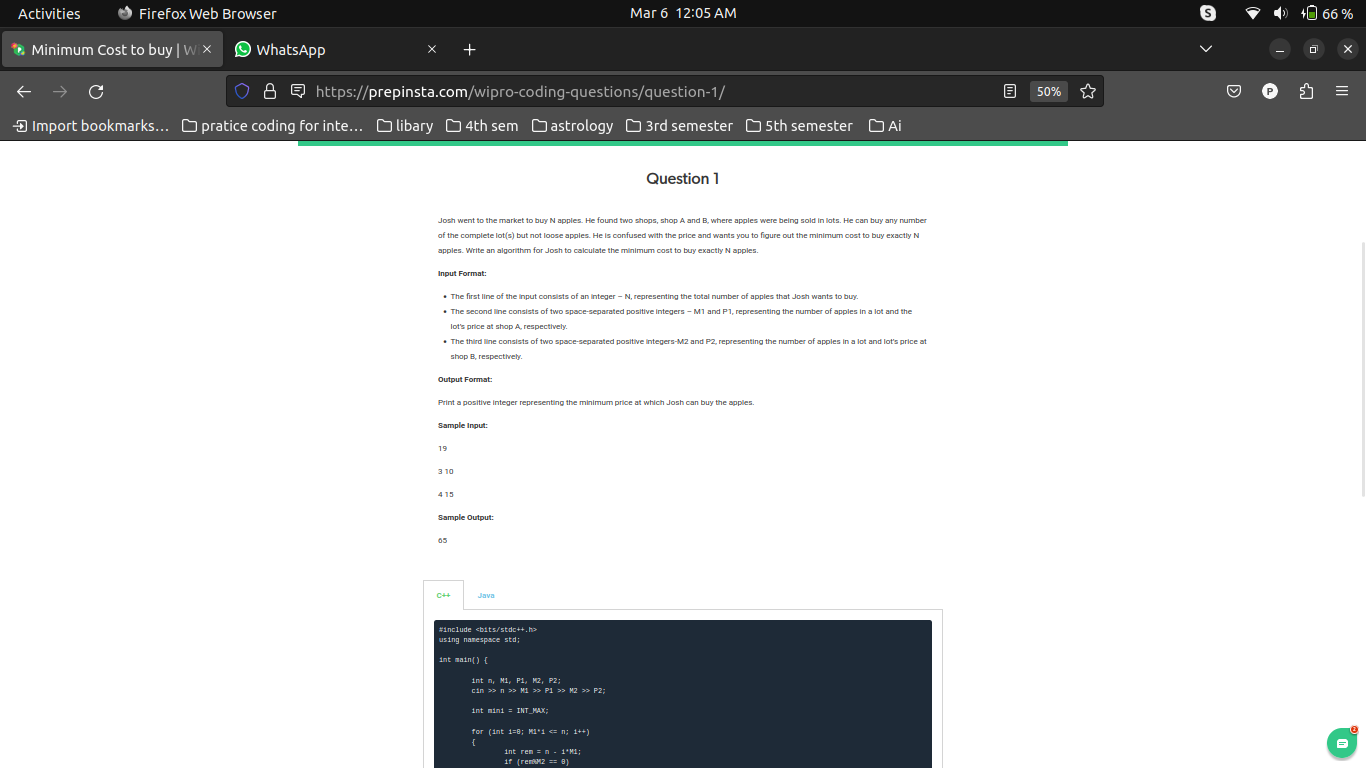 Activities Firefox Web Browser Mar 6 12:05 AM 66 %
Minimum Cost to buy | W WhatsApp
https://prepinsta.com/wipro-coding-questions/question-1/ 50%
Import bookmarks... pratice coding for inte... libary 4th sem astrology 3rd semester 5th semester Ai
Question 1
Josh went to the market to buy N apples. He found two shops, shop A and B, where apples were being sold in lots. He can buy any number
of the complete lot(s) but not loose apples. He is confused with the price and wants you to figure out the minimum cost to buy exactly N
apples. Write an algorithm for Josh to calculate the minimum cost to buy exactly N apples.
Input Format:
• The first line of the input consists of an integer – N, representing the total number of apples that Josh wants to buy.
• The second line consists of two space-separated positive integers – M1 and P1, representing the number of apples in a lot and the
lot's price at shop A, respectively.
• The third line consists of two space-separated positive integers-M2 and P2, representing the number of apples in a lot and lot's price at
shop B, respectively.
Output Format:
Print a positive integer representing the minimum price at which Josh can buy the apples.
Sample Input:
19
3 10
4 15
Sample Output:
65
C++ Java
#include <bits/stdc++.h>
using namespace std;
int main() {
int n, M1, P1, M2, P2;
cin >> n >> M1 >> P1 >> M2 >> P2;
int mini = INT_MAX;
for (int i=0; M1*i <= n; i++)
{
int rem = n - i*M1;
if (rem%M2 == 0)